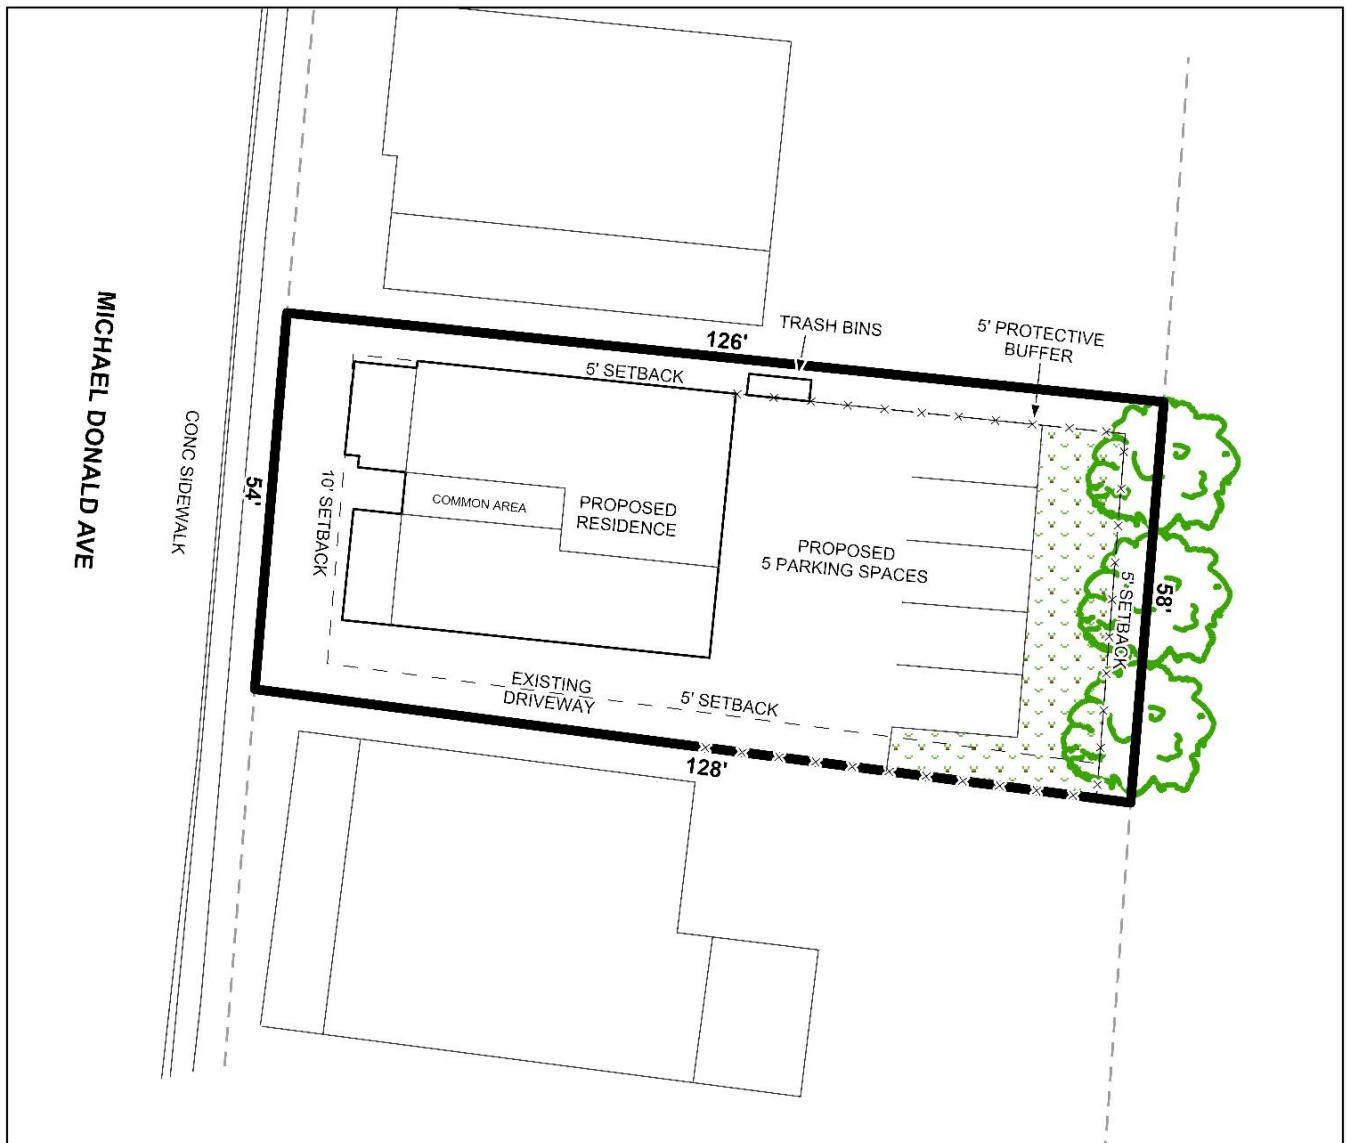 TRASH BINS
126'
5' PROTECTIVE
BUFFER
5' SETBACK
MICHAEL DONALD AVE
CONC SIDEWALK
54'
10' SETBACK
COMMON AREA
PROPOSED
RESIDENCE
PROPOSED
5 PARKING SPACES
5' SETBACK
58'
EXISTING
DRIVEWAY
5' SETBACK
128'